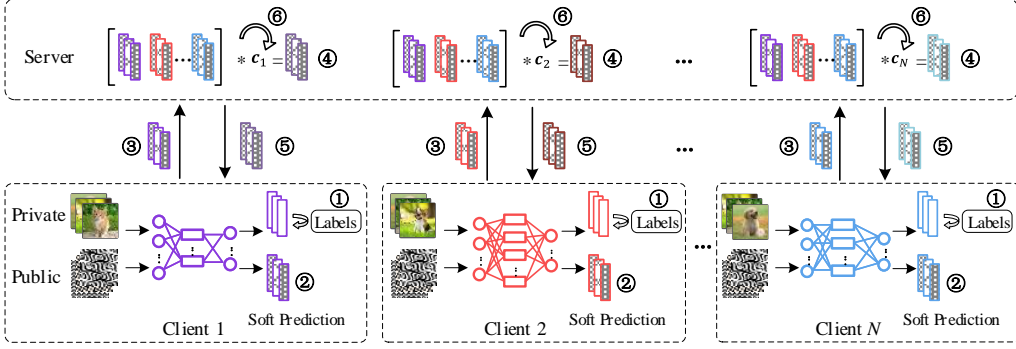 ⑥ ⑥ ⑥
Server [ ... ] * c₁ = ④ [ ... ] * c₂ = ④ ... [ ... ] * c_N = ④
③ ⑤ ③ ⑤ ... ③ ⑤
Private ① Labels ① Labels ① Labels
...
Public ② ② ②
Client 1 Soft Prediction Client 2 Soft Prediction Client N Soft Prediction